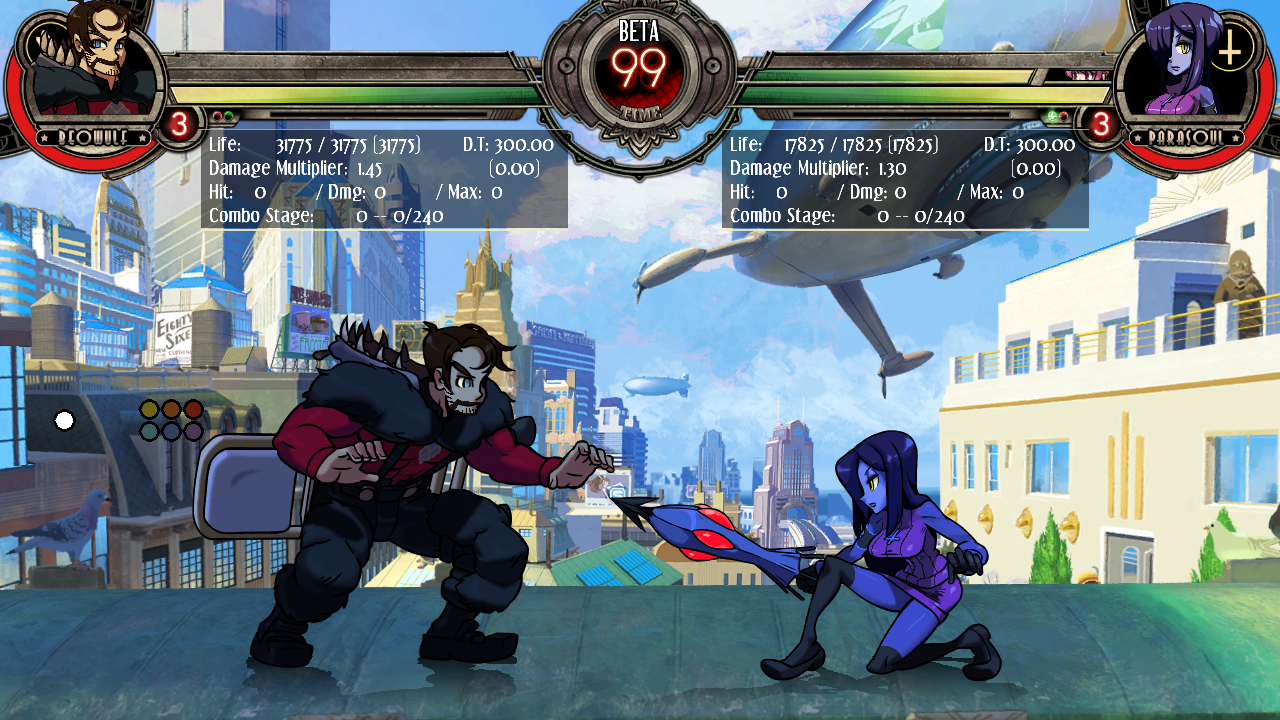 BETA
99
TIME
BEOWULF
3
3
PARASOUL
Life: 31775 / 31775 (31775) D.T: 300.00
Damage Multiplier: 1.45 (0.00)
Hit: 0 / Dmg: 0 / Max: 0
Combo Stage: 0 -- 0/240
Life: 17825 / 17825 (17825) D.T: 300.00
Damage Multiplier: 1.30 (0.00)
Hit: 0 / Dmg: 0 / Max: 0
Combo Stage: 0 -- 0/240
EIGHTY
SIX